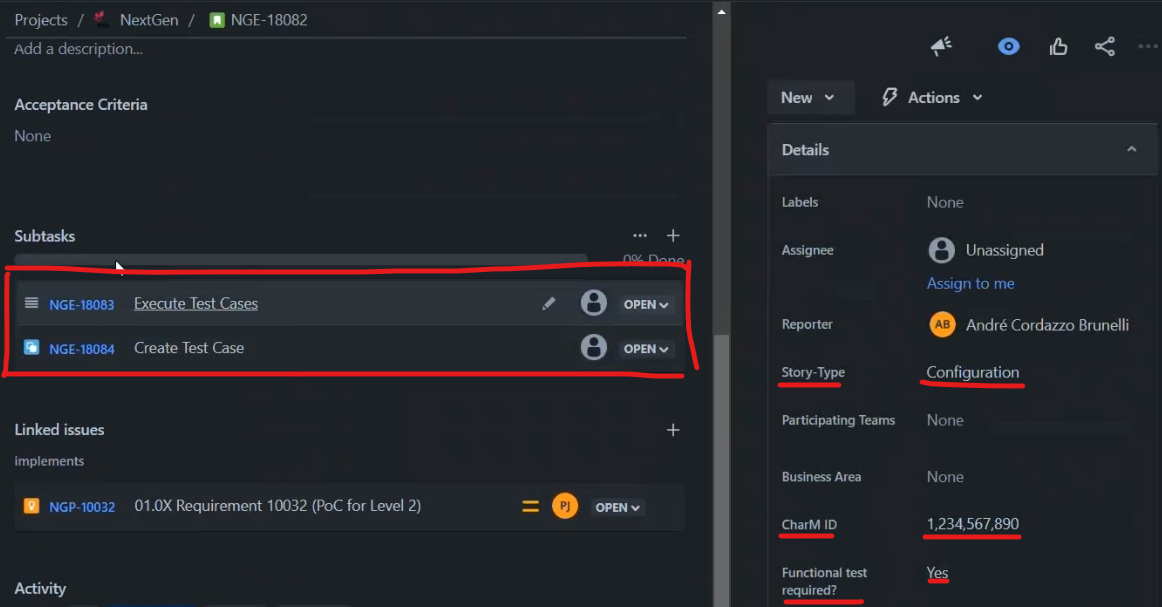 Projects / NextGen / NGE-18082
Add a description...
Acceptance Criteria
None
Subtasks
0% Done
NGE-18083 Execute Test Cases OPEN
NGE-18084 Create Test Case OPEN
Linked issues
implements
NGP-10032 01.0X Requirement 10032 (PoC for Level 2) PJ OPEN
Activity
New Actions
Details
Labels None
Assignee Unassigned
Assign to me
Reporter AB André Cordazzo Brunelli
Story-Type Configuration
Participating Teams None
Business Area None
CharM ID 1,234,567,890
Functional test Yes
required?